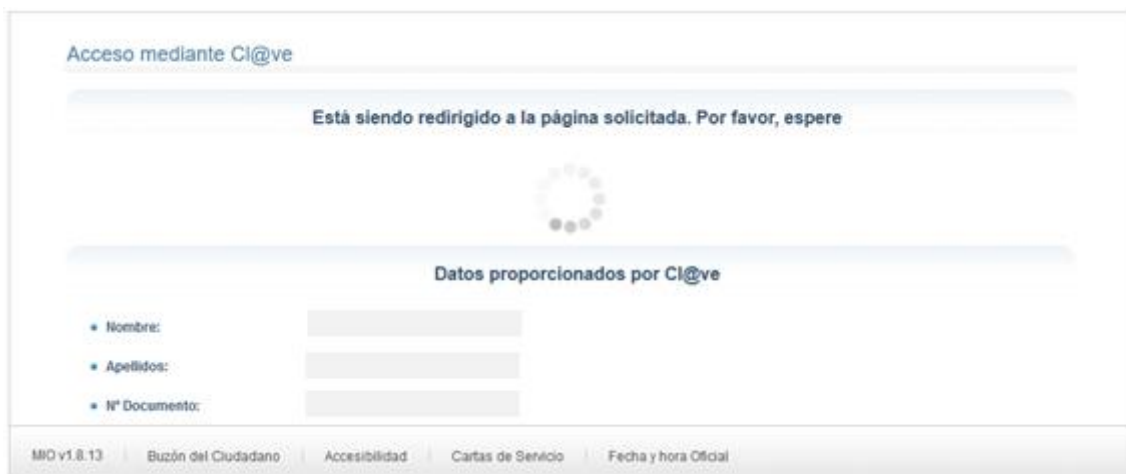 Acceso mediante Cl@ve
Está siendo redirigido a la página solicitada. Por favor, espere
Datos proporcionados por Cl@ve
Nombre:
Apellidos:
Nº Documento:
MIO v1.8.13 Buzón del Ciudadano Accesibilidad Cartas de Servicio Fecha y hora Oficial